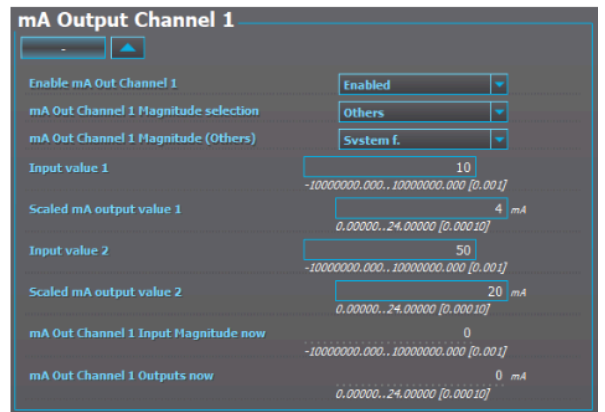 mA Output Channel 1
-
Enable mA Out Channel 1 Enabled
mA Out Channel 1 Magnitude selection Others
mA Out Channel 1 Magnitude (Others) System f.
Input value 1 10
-10000000.000..10000000.000 [0.001]
Scaled mA output value 1 4 mA
0.00000..24.00000 [0.00010]
Input value 2 50
-10000000.000..10000000.000 [0.001]
Scaled mA output value 2 20 mA
0.00000..24.00000 [0.00010]
mA Out Channel 1 Input Magnitude now 0
-10000000.000..10000000.000 [0.001]
mA Out Channel 1 Outputs now 0 mA
0.00000..24.00000 [0.00010]